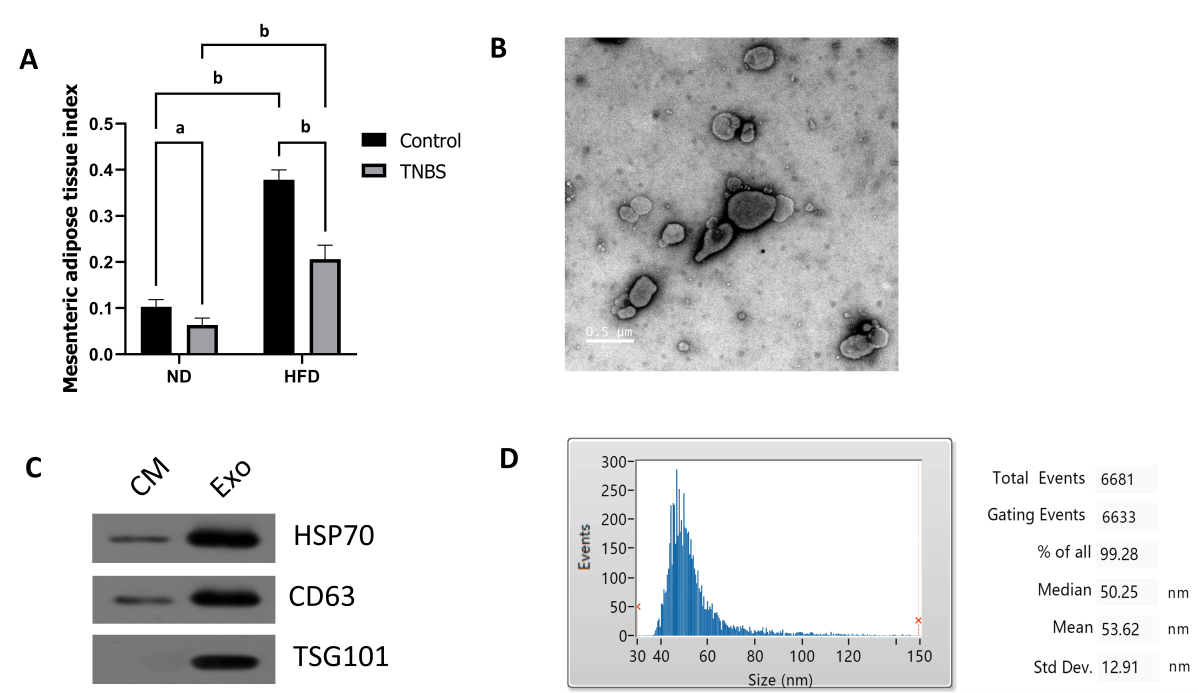 A
b
b
a
b
Mesenteric adipose tissue index
0.5
0.4
0.3
0.2
0.1
0.0
ND
HFD
Control
TNBS
B
0.5 µm
C
CM
Exo
HSP70
CD63
TSG101
D
Events
300
250
200
150
100
50
0
30 40 60 80 100 120 150
Size (nm)
Total Events 6681
Gating Events 6633
% of all 99.28
Median 50.25 nm
Mean 53.62 nm
Std Dev. 12.91 nm